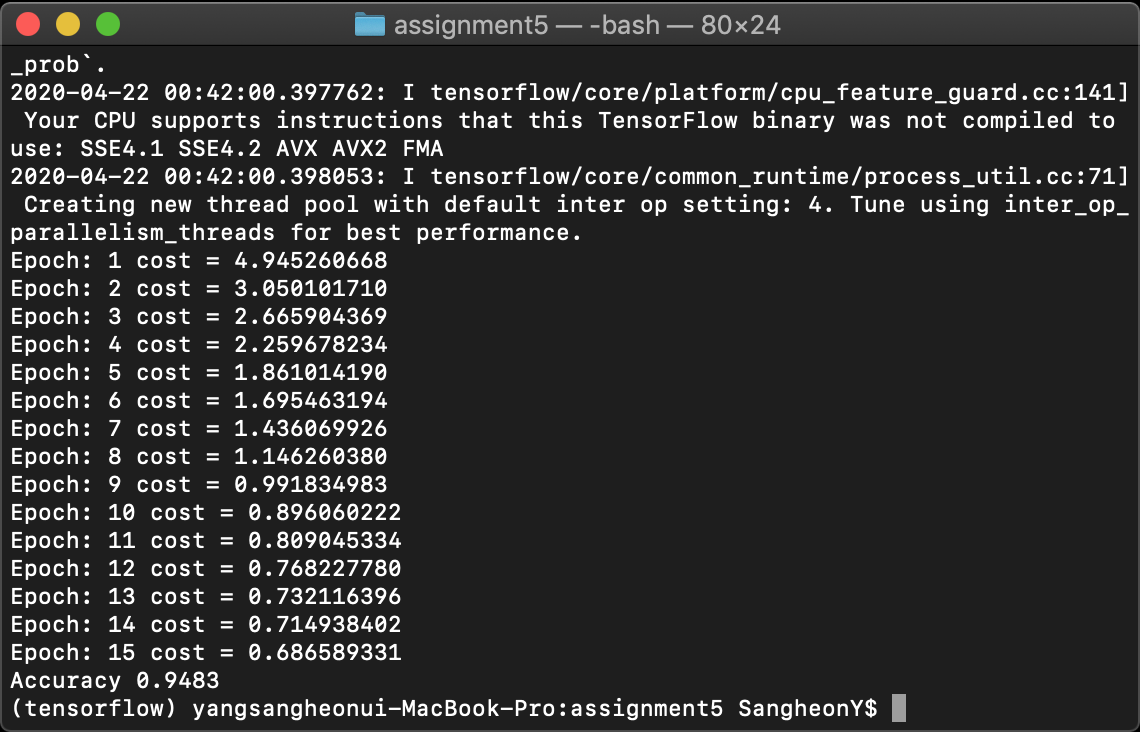 assignment5 — -bash — 80×24
_prob`.
2020-04-22 00:42:00.397762: I tensorflow/core/platform/cpu_feature_guard.cc:141]
 Your CPU supports instructions that this TensorFlow binary was not compiled to
use: SSE4.1 SSE4.2 AVX AVX2 FMA
2020-04-22 00:42:00.398053: I tensorflow/core/common_runtime/process_util.cc:71]
 Creating new thread pool with default inter op setting: 4. Tune using inter_op_
parallelism_threads for best performance.
Epoch: 1 cost = 4.945260668
Epoch: 2 cost = 3.050101710
Epoch: 3 cost = 2.665904369
Epoch: 4 cost = 2.259678234
Epoch: 5 cost = 1.861014190
Epoch: 6 cost = 1.695463194
Epoch: 7 cost = 1.436069926
Epoch: 8 cost = 1.146260380
Epoch: 9 cost = 0.991834983
Epoch: 10 cost = 0.896060222
Epoch: 11 cost = 0.809045334
Epoch: 12 cost = 0.768227780
Epoch: 13 cost = 0.732116396
Epoch: 14 cost = 0.714938402
Epoch: 15 cost = 0.686589331
Accuracy 0.9483
(tensorflow) yangsangheonui-MacBook-Pro:assignment5 SangheonY$